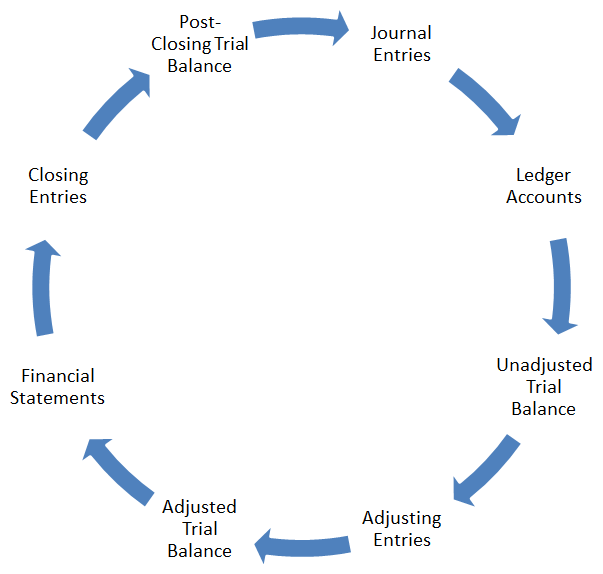 Post-
Closing Trial
Balance
Journal
Entries
Ledger
Accounts
Unadjusted
Trial
Balance
Adjusting
Entries
Adjusted
Trial
Balance
Financial
Statements
Closing
Entries